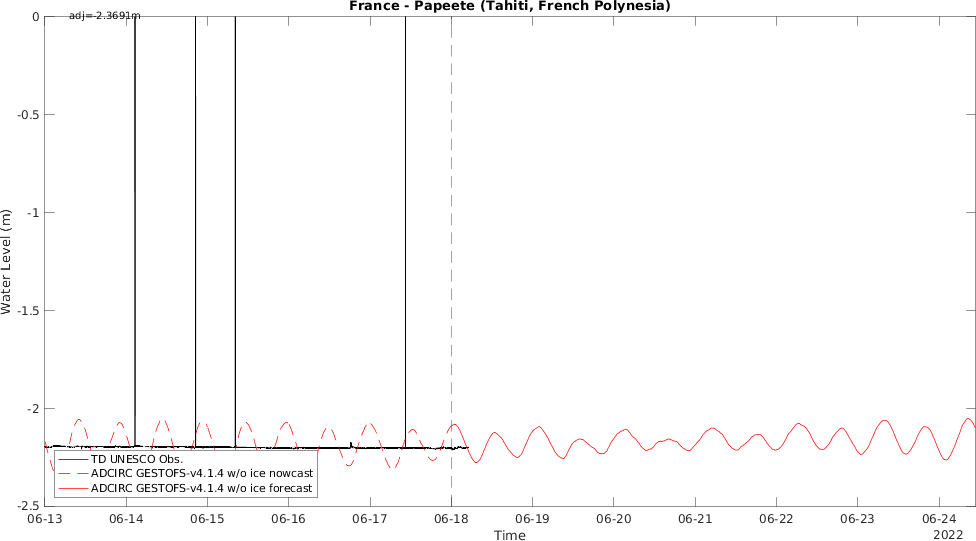 France - Papeete (Tahiti, French Polynesia)
adj=-2.3691m
0
-0.5
-1
-1.5
-2
-2.5
Water Level (m)
TD UNESCO Obs.
ADCIRC GESTOFS-v4.1.4 w/o ice nowcast
ADCIRC GESTOFS-v4.1.4 w/o ice forecast
06-13 06-14 06-15 06-16 06-17 06-18 06-19 06-20 06-21 06-22 06-23 06-24
Time
2022